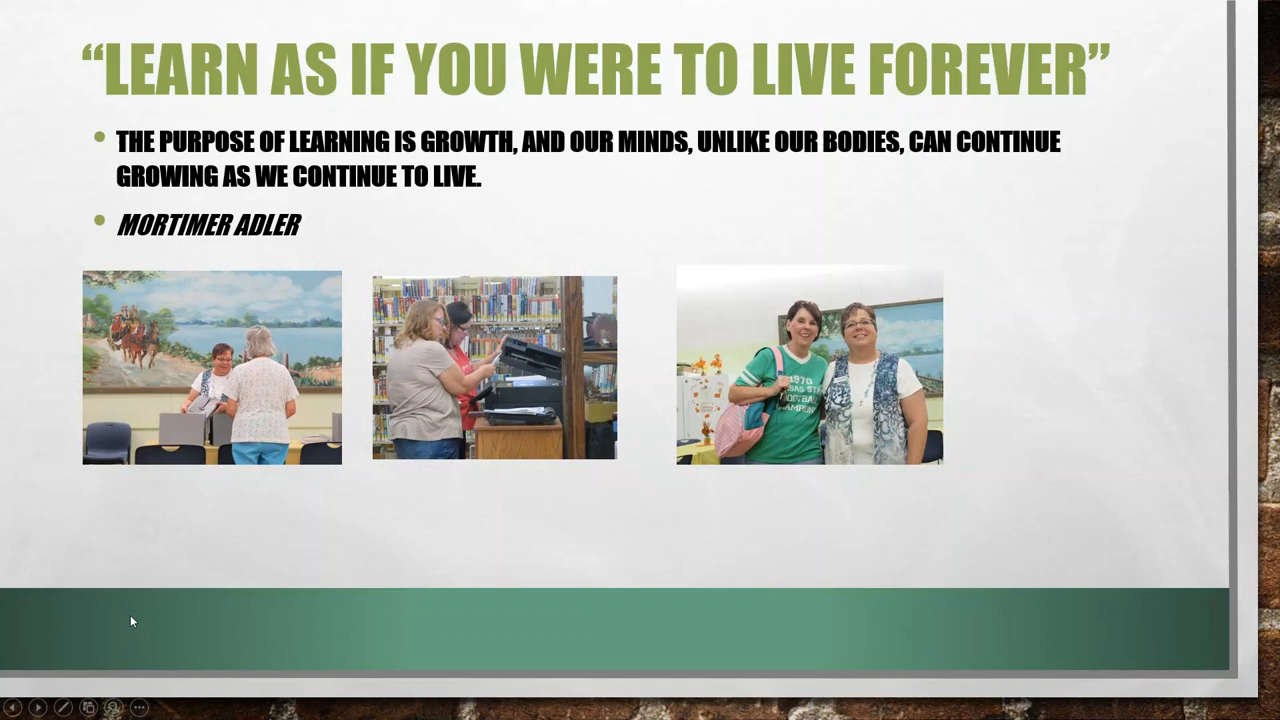 “LEARN AS IF YOU WERE TO LIVE FOREVER”
THE PURPOSE OF LEARNING IS GROWTH, AND OUR MINDS, UNLIKE OUR BODIES, CAN CONTINUE
GROWING AS WE CONTINUE TO LIVE.
MORTIMER ADLER
1970